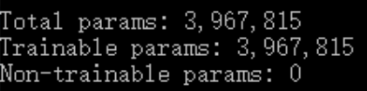 Total params: 3,967,815
Trainable params: 3,967,815
Non-trainable params: 0